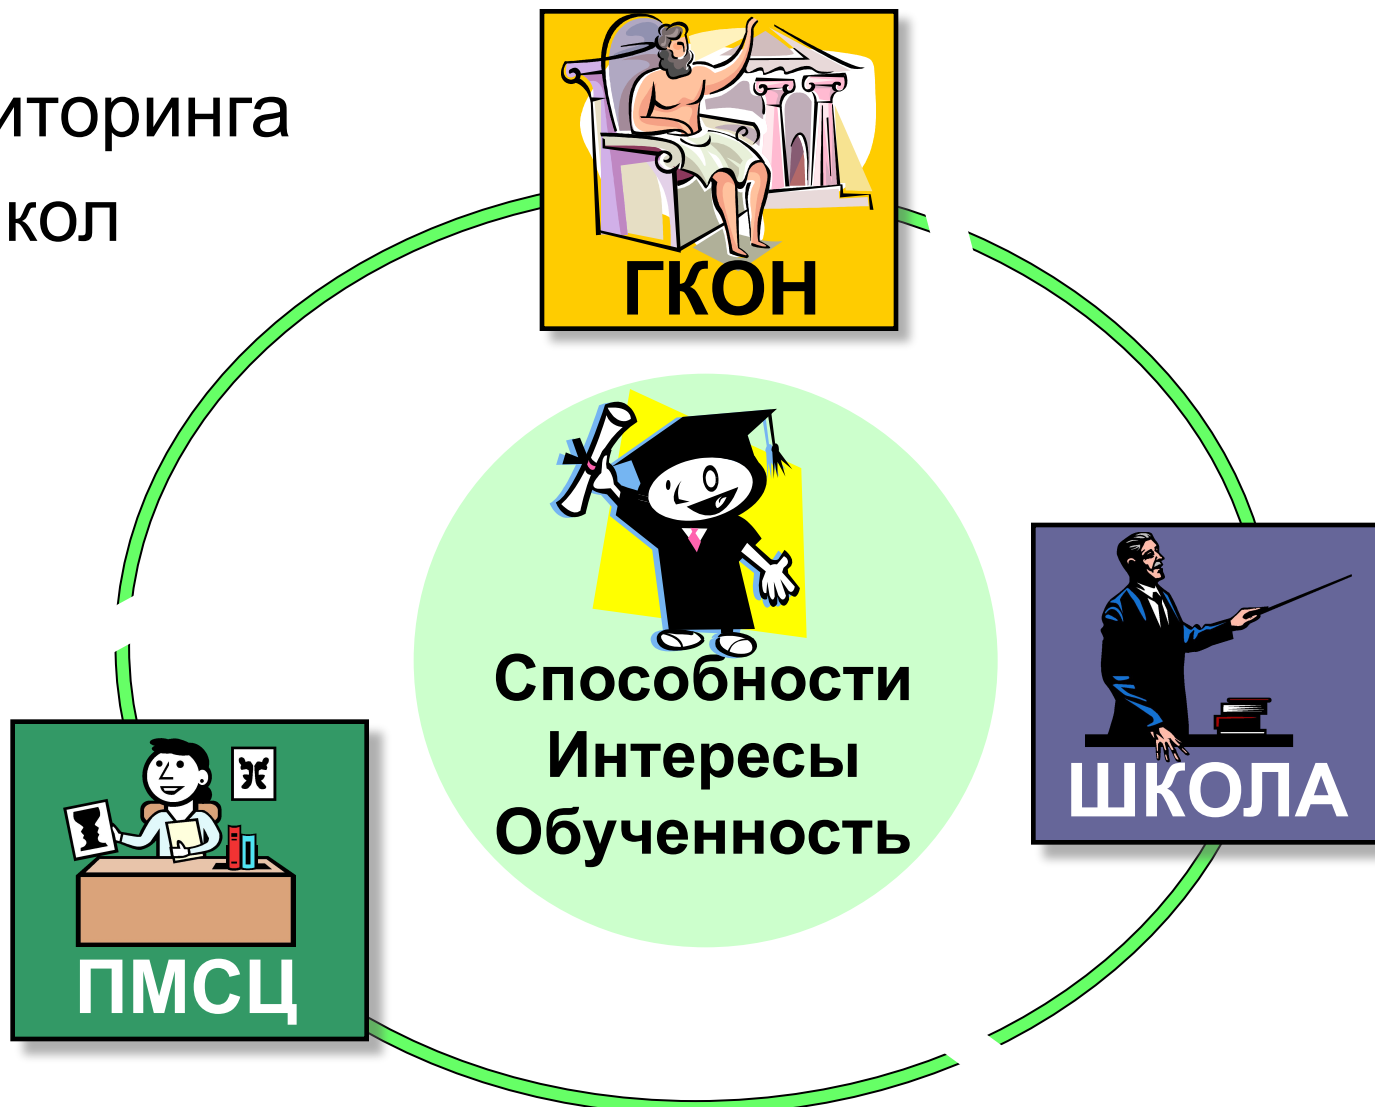 иторинга
кол
ГКОН
Способности
Интересы
Обученность
ШКОЛА
ПМСЦ